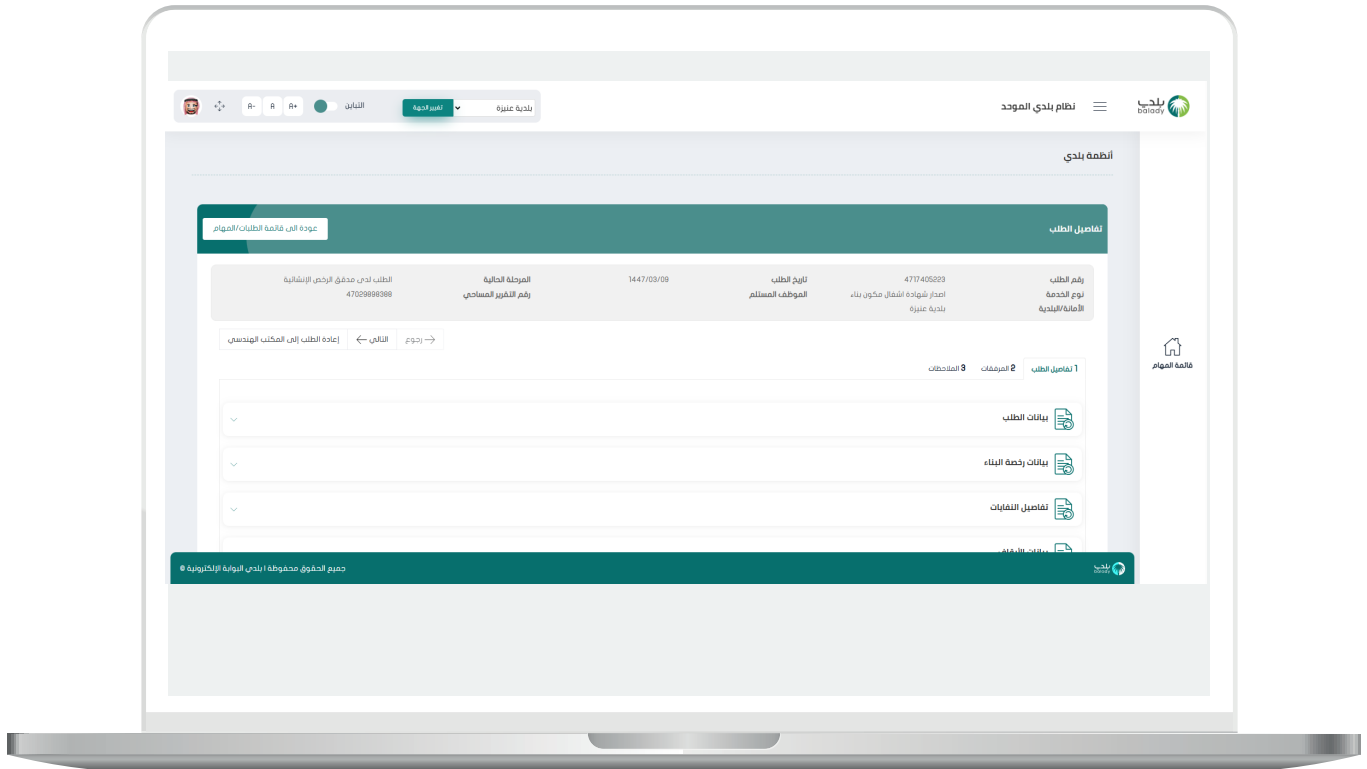 بلدي
balady
نظام بلدي الموحد
بلدية عنيزة
تغيير الجهة
التباين
A+
A
A-
أنظمة بلدي
تفاصيل الطلب
عودة الى قائمة الطلبات/المهام
رقم الطلب 4717405223 تاريخ الطلب 1447/03/09 المرحلة الحالية الطلب لدى مدقق الرخص الإنشائية
نوع الخدمة اصدار شهادة اشغال مكون بناء الموظف المستلم رقم التقرير المساحي 47029898388
الأمانة/البلدية بلدية عنيزة
رجوع
التالي
إعادة الطلب إلى المكتب الهندسي
قائمة المهام
1 تفاصيل الطلب 2 المرفقات 3 الملاحظات
بيانات الطلب
بيانات رخصة البناء
تفاصيل النفايات
بلدي
balady
جميع الحقوق محفوظة | بلدي البوابة الإلكترونية ©